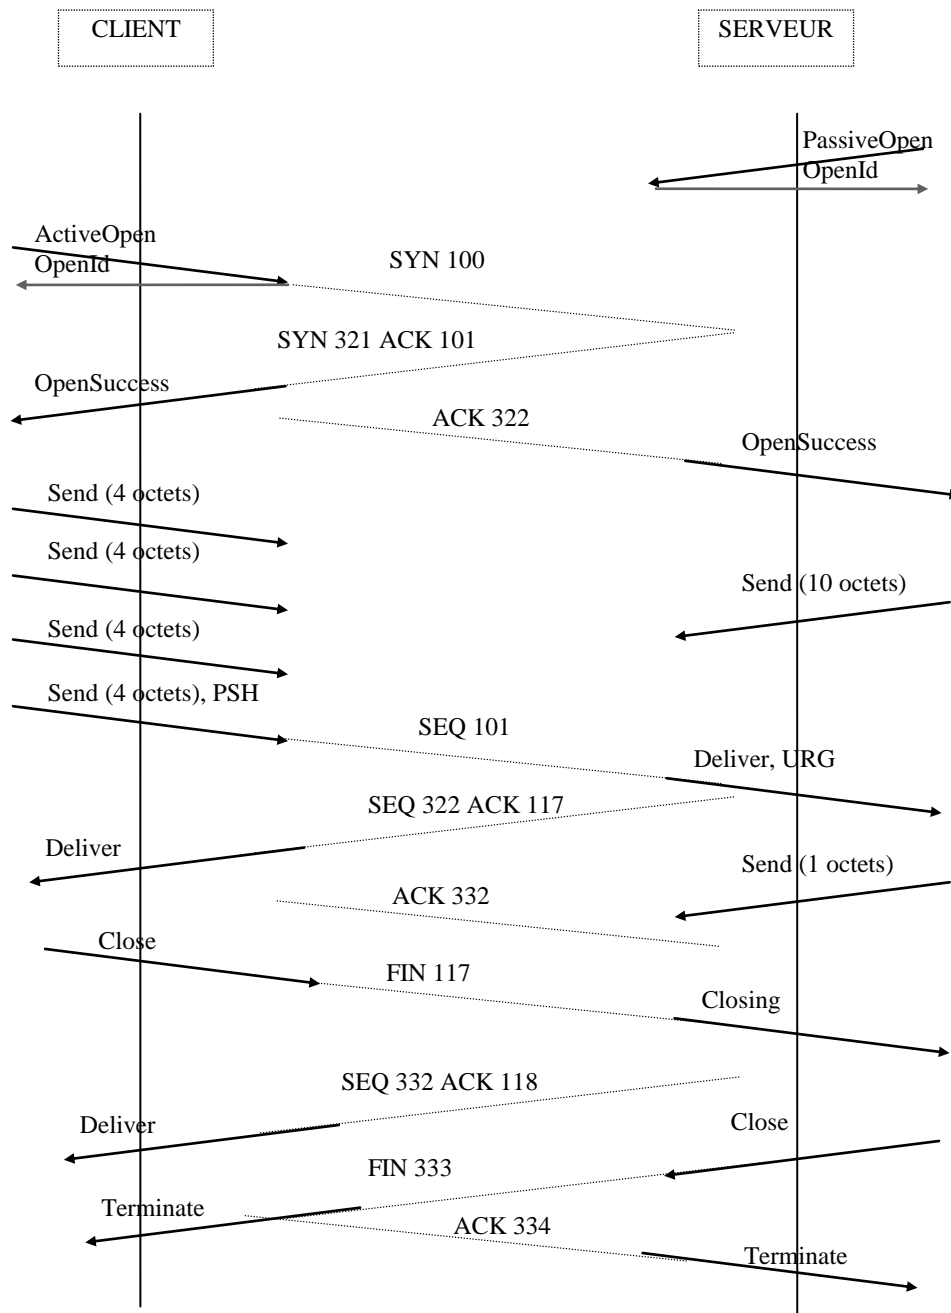 CLIENT
SERVEUR
PassiveOpen
OpenId
ActiveOpen
OpenId
SYN 100
SYN 321 ACK 101
OpenSuccess
ACK 322
OpenSuccess
Send (4 octets)
Send (4 octets)
Send (10 octets)
Send (4 octets)
Send (4 octets), PSH
SEQ 101
Deliver, URG
SEQ 322 ACK 117
Deliver
Send (1 octets)
ACK 332
Close
FIN 117
Closing
SEQ 332 ACK 118
Deliver
Close
FIN 333
Terminate
ACK 334
Terminate